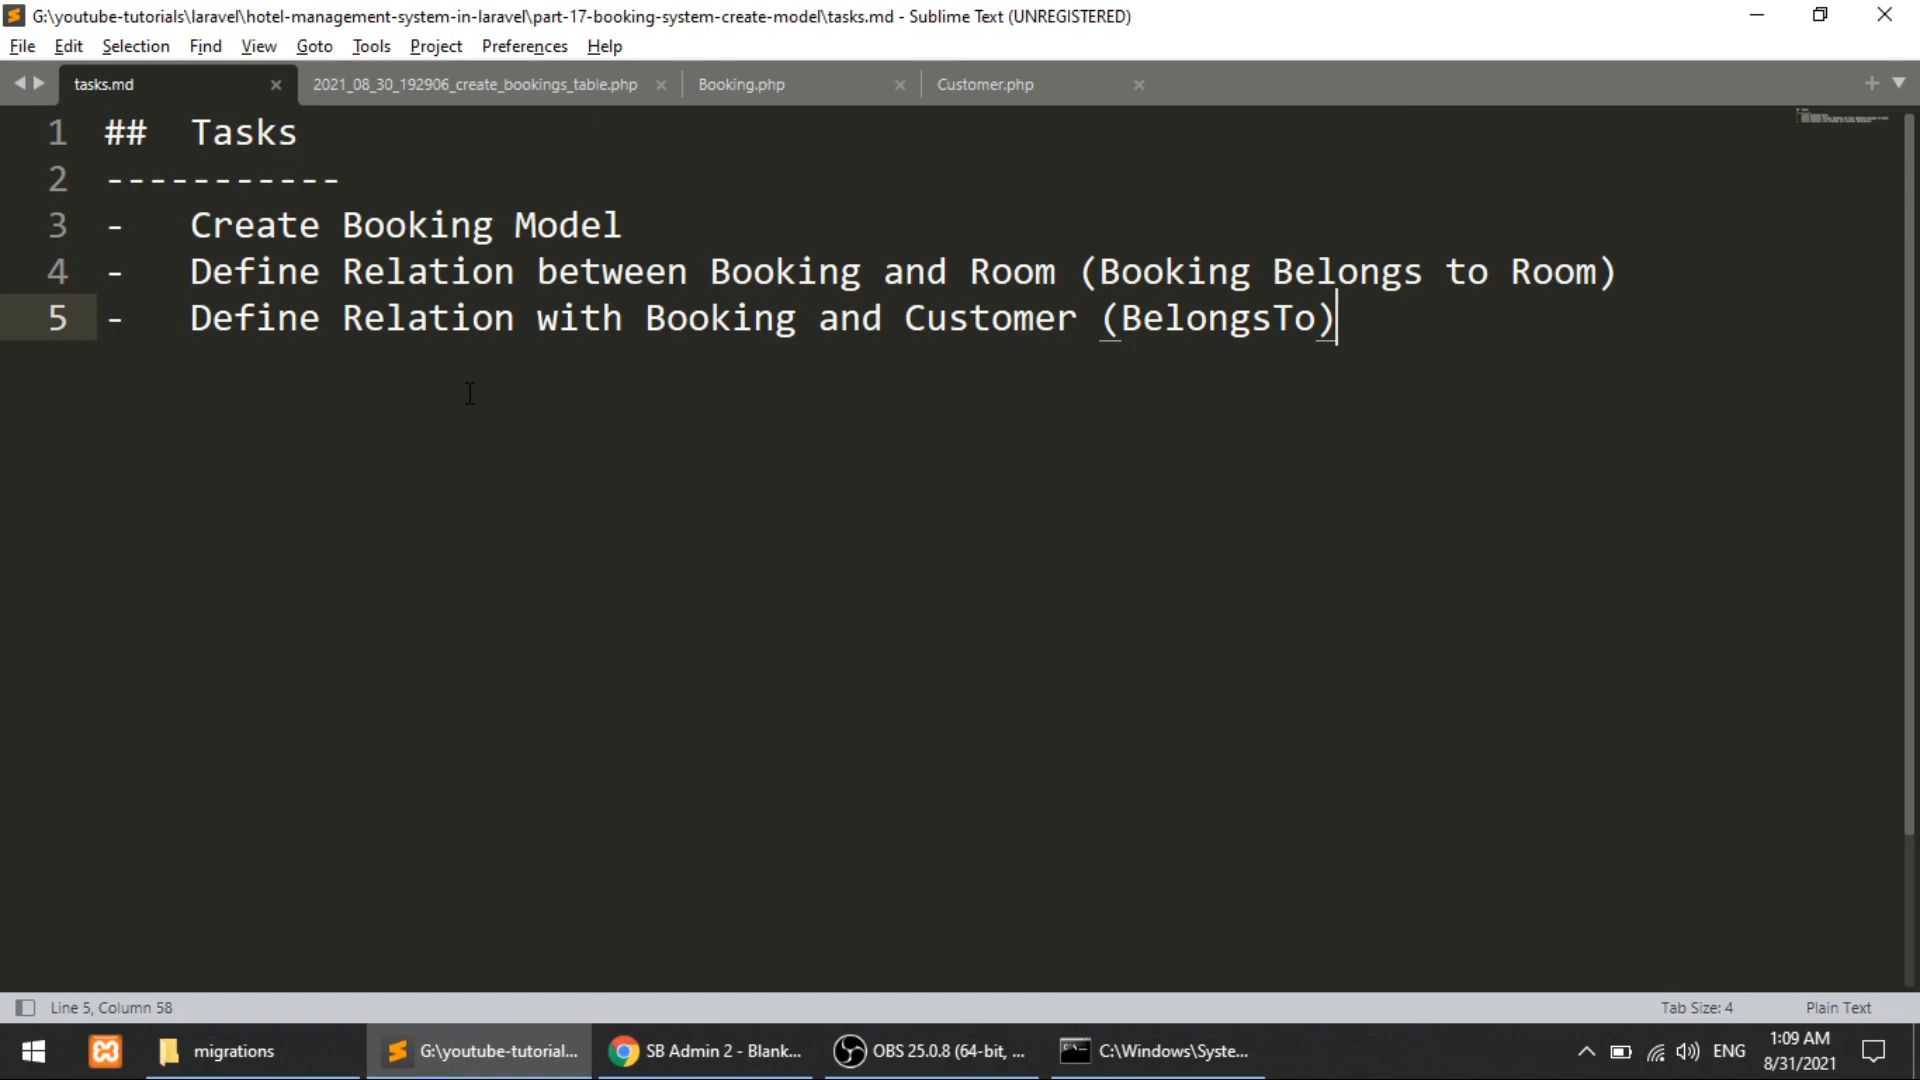 G:\youtube-tutorials\laravel\hotel-management-system-in-laravel\part-17-booking-system-create-model\tasks.md - Sublime Text (UNREGISTERED)
File Edit Selection Find View Goto Tools Project Preferences Help
tasks.md 2021_08_30_192906_create_bookings_table.php Booking.php Customer.php
1 ## Tasks
2 -----------
3 - Create Booking Model
4 - Define Relation between Booking and Room (Booking Belongs to Room)
5 - Define Relation with Booking and Customer (BelongsTo)
Line 5, Column 58 Tab Size: 4 Plain Text
migrations G:\youtube-tutorial... SB Admin 2 - Blank... OBS 25.0.8 (64-bit, ... C:\Windows\Syste... ENG 1:09 AM
8/31/2021